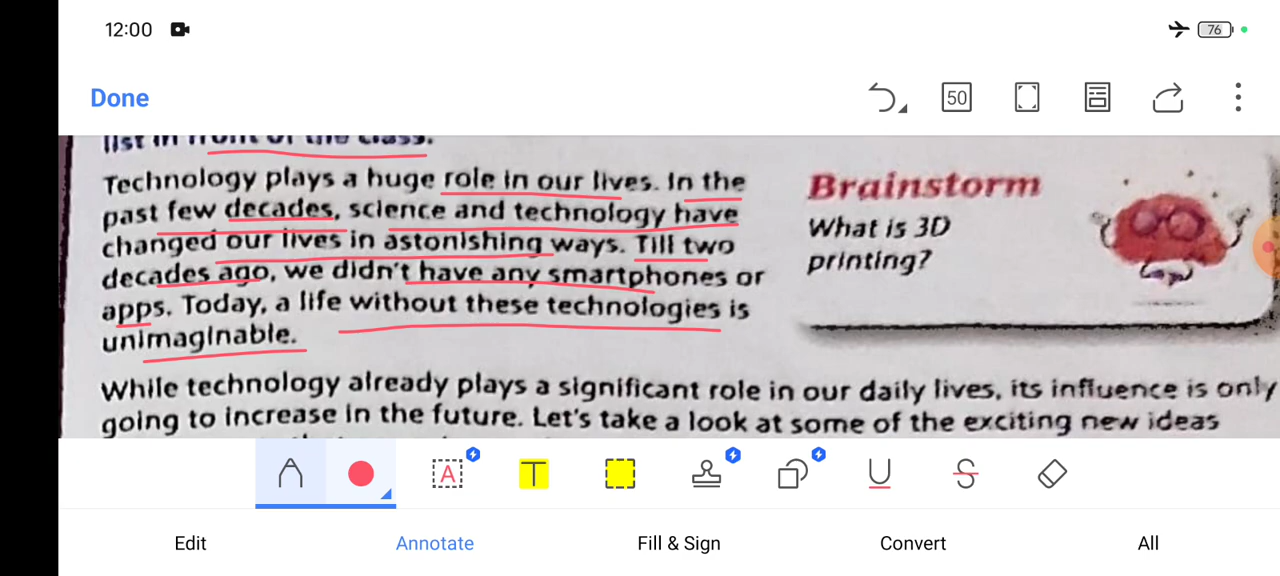 12:00
76
Done
50
list in front of the class.
Technology plays a huge role in our lives. In the
past few decades, science and technology have
changed our lives in astonishing ways. Till two
decades ago, we didn't have any smartphones or
apps. Today, a life without these technologies is
unimaginable.
Brainstorm
What is 3D
printing?
While technology already plays a significant role in our daily lives, its influence is only
going to increase in the future. Let's take a look at some of the exciting new ideas
A
T
U
S
Edit
Annotate
Fill & Sign
Convert
All